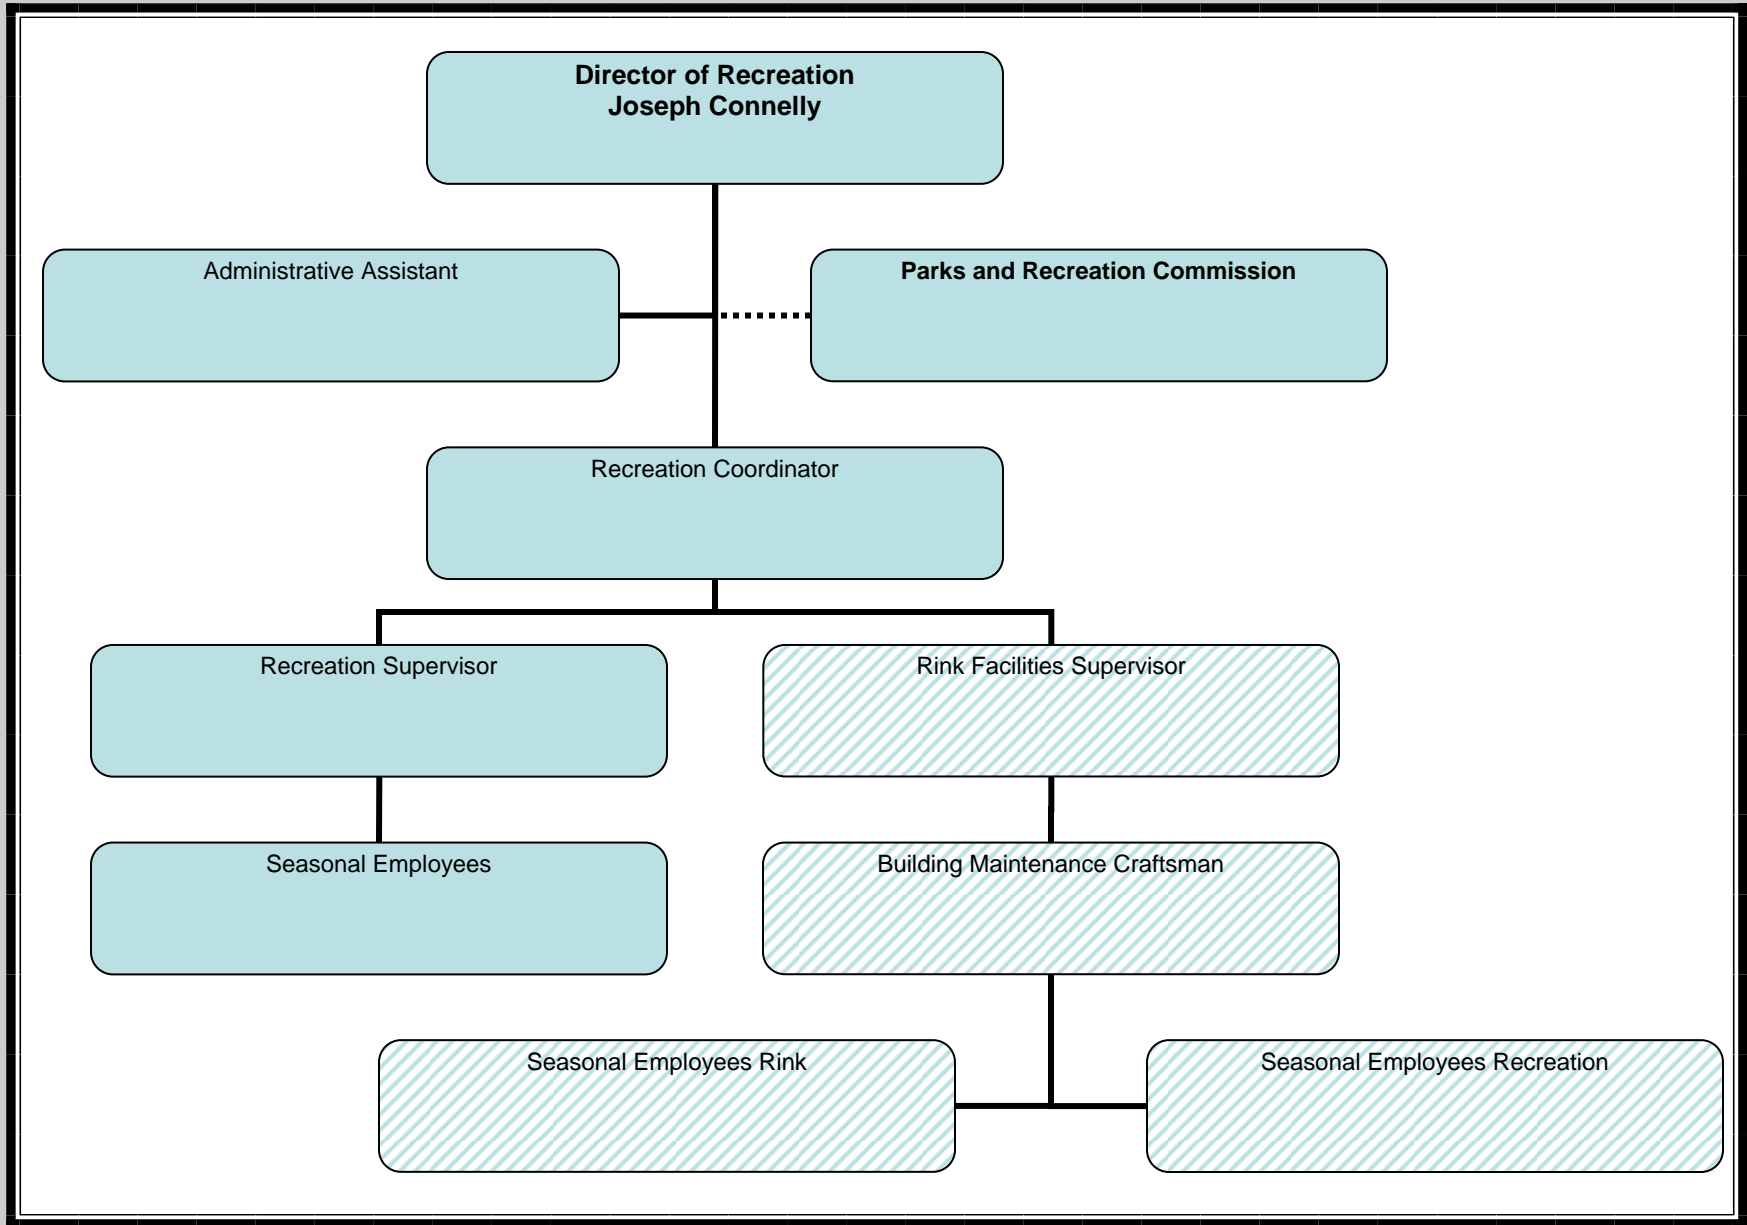 Director of Recreation
Joseph Connelly
Administrative Assistant
Parks and Recreation Commission
Recreation Coordinator
Recreation Supervisor
Rink Facilities Supervisor
Seasonal Employees
Building Maintenance Craftsman
Seasonal Employees Rink
Seasonal Employees Recreation